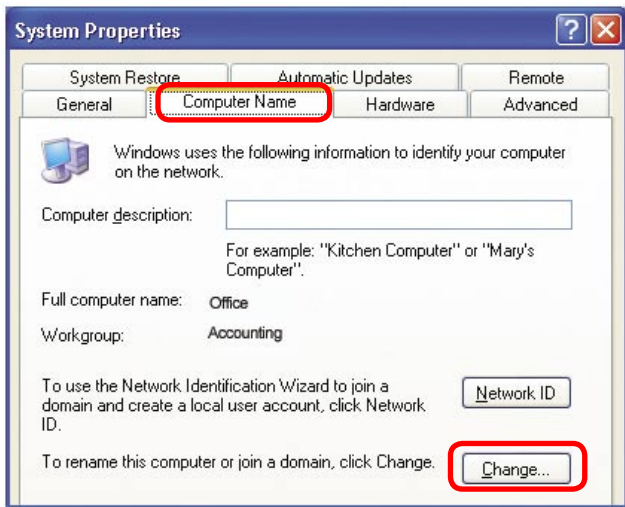 System Properties
System Restore Automatic Updates Remote
General Computer Name Hardware Advanced
Windows uses the following information to identify your computer
on the network.
Computer description:
For example: "Kitchen Computer" or "Mary's
Computer".
Full computer name: Office
Workgroup: Accounting
To use the Network Identification Wizard to join a
domain and create a local user account, click Network
ID.
Network ID
To rename this computer or join a domain, click Change.
Change...